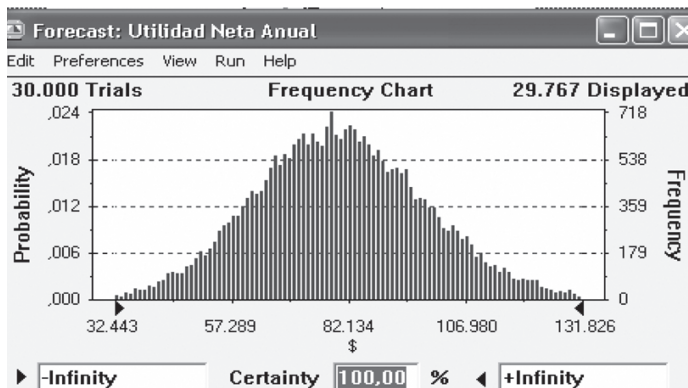 Forecast: Utilidad Neta Anual
Edit Preferences View Run Help
30.000 Trials Frequency Chart 29.767 Displayed
,024 718
,018 538
,012 359
,006 179
,000 0
Probability
Frequency
32.443 57.289 82.134 106.980 131.826
$
-Infinity Certainty 100,00 % +Infinity